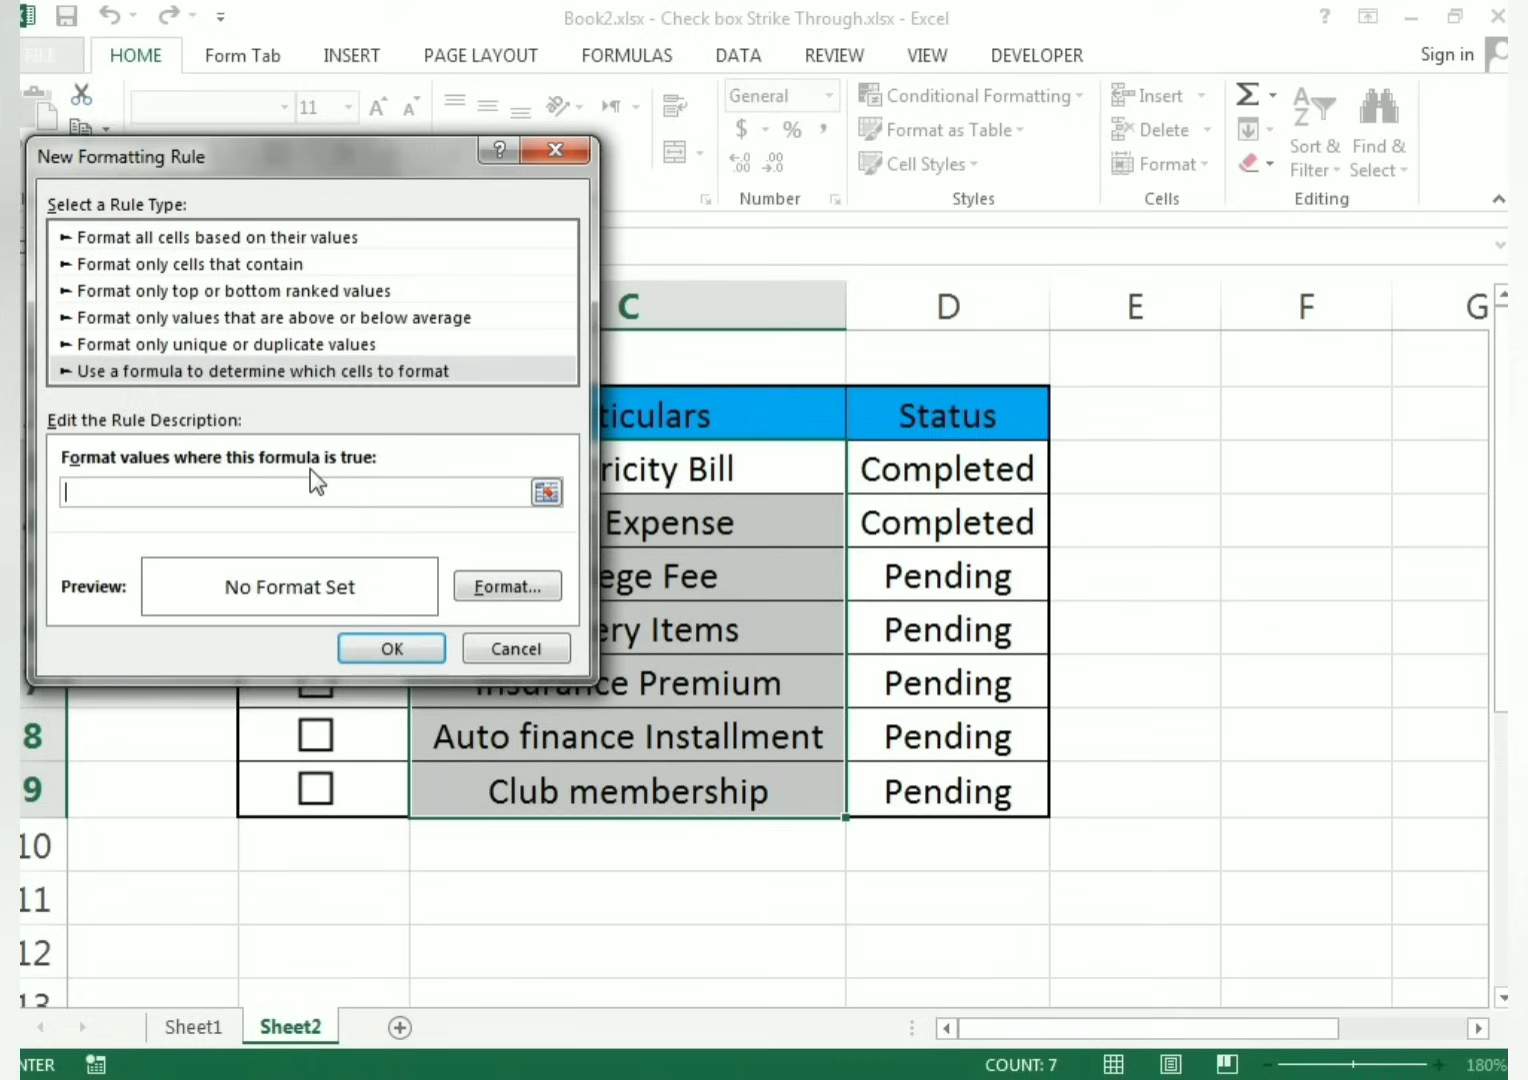 Book2.xlsx - Check box Strike Through.xlsx - Excel
FILE HOME Form Tab INSERT PAGE LAYOUT FORMULAS DATA REVIEW VIEW DEVELOPER Sign in
11 General Conditional Formatting Insert
$ % , Format as Table Delete Sort & Find &
Cell Styles Format Filter Select
Number Styles Cells Editing
New Formatting Rule
Select a Rule Type:
► Format all cells based on their values
► Format only cells that contain
► Format only top or bottom ranked values
► Format only values that are above or below average
► Format only unique or duplicate values
► Use a formula to determine which cells to format
Edit the Rule Description:
Format values where this formula is true:
Preview: No Format Set Format...
OK Cancel
C D E F G
ticulars Status
ricity Bill Completed
Expense Completed
ege Fee Pending
ery Items Pending
7 Insurance Premium Pending
8 Auto finance Installment Pending
9 Club membership Pending
10
11
12
13
Sheet1 Sheet2
NTER COUNT: 7 180%